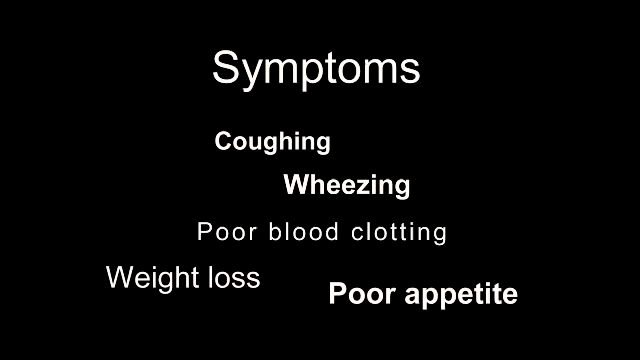 Symptoms
Coughing
Wheezing
Poor blood clotting
Weight loss
Poor appetite